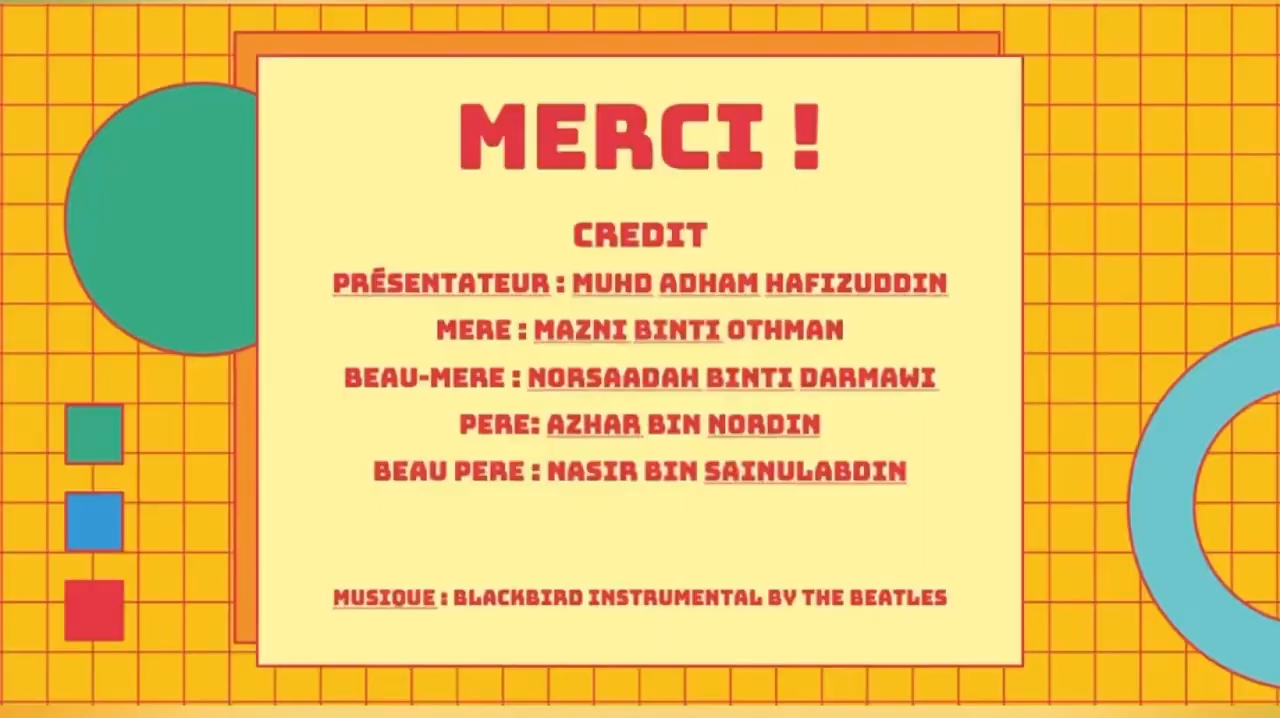 MERCI !
CREDIT
PRÉSENTATEUR : MUHD ADHAM HAFIZUDDIN
MERE : MAZNI BINTI OTHMAN
BEAU-MERE : NORSAADAH BINTI DARMAWI
PERE: AZHAR BIN NORDIN
BEAU PERE : NASIR BIN SAINULABDIN
MUSIQUE : BLACKBIRD INSTRUMENTAL BY THE BEATLES